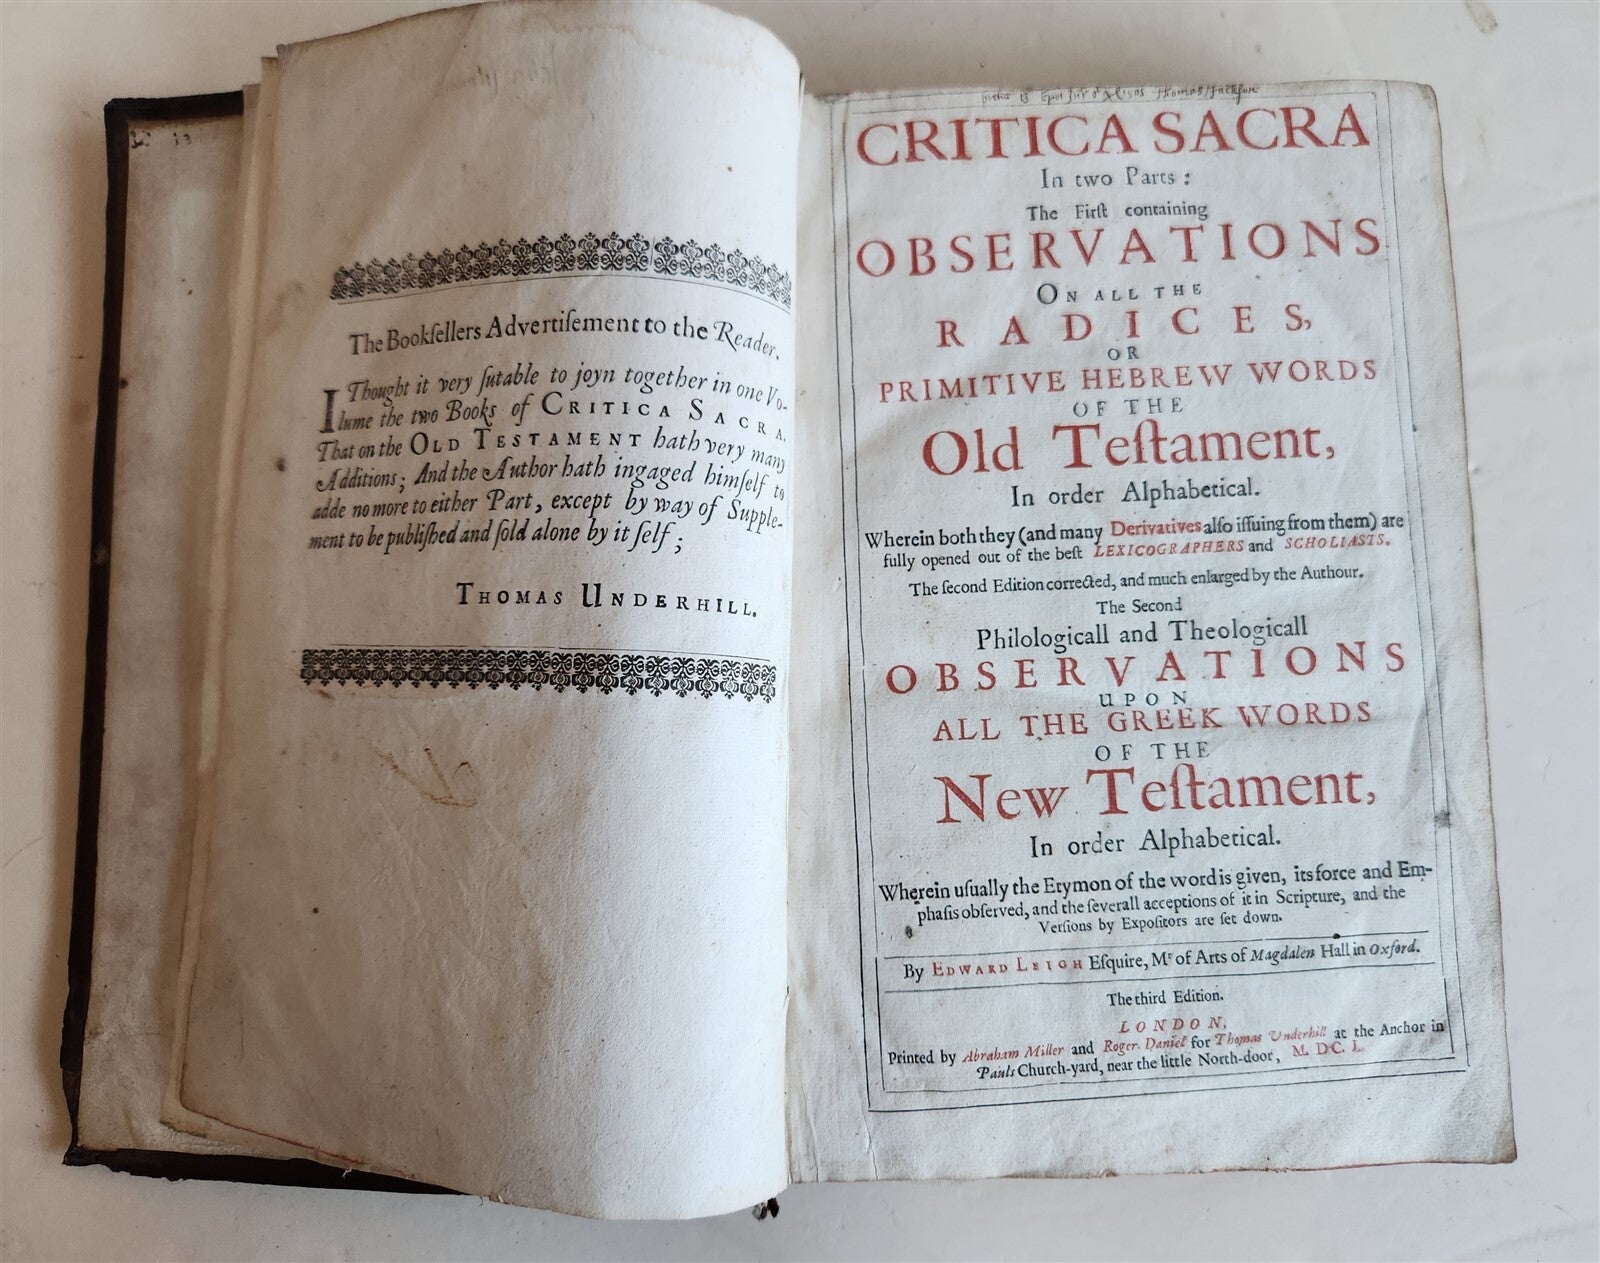 The Bookſellers Advertiſement to the Reader.
I Thought it very ſutable to joyn together in one Vo-
lume the two Books of CRITICA SACRA.
That on the OLD TESTAMENT hath very many
Additions; And the Author hath ingaged himſelf to
adde no more to either Part, except by way of Supple-
ment to be publiſhed and ſold alone by it ſelf;
THOMAS UNDERHILL.
Thomas Jackson
CRITICA SACRA
In two Parts:
The Firſt containing
OBSERVATIONS
ON ALL THE
RADICES,
OR
PRIMITIVE HEBREW WORDS
OF THE
Old Teſtament,
In order Alphabetical.
Wherein both they (and many Derivatives alſo iſſuing from them) are
fully opened out of the beſt LEXICOGRAPHERS and SCHOLIASTS.
The ſecond Edition corrected, and much enlarged by the Authour.
The Second
Philologicall and Theologicall
OBSERVATIONS
UPON
ALL THE GREEK WORDS
OF THE
New Teſtament,
In order Alphabetical.
Wherein uſually the Etymon of the word is given, its force and Em-
phaſis obſerved, and the ſeverall acceptions of it in Scripture, and the
Verſions by Expoſitors are ſet down.
By EDWARD LEIGH Eſquire, Mr of Arts of Magdalen Hall in Oxford.
The third Edition.
LONDON,
Printed by Abraham Miller and Roger Daniel for Thomas Underhill at the Anchor in
Pauls Church-yard, near the little North-door, M. DC. L.